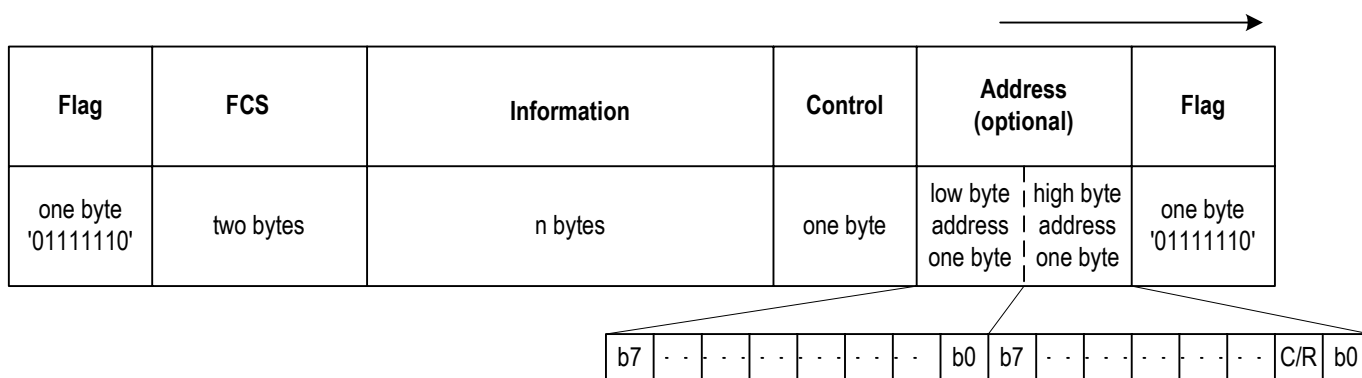 Flag
FCS
Information
Control
Address
(optional)
Flag
one byte
'01111110'
two bytes
n bytes
one byte
low byte
address
one byte
high byte
address
one byte
one byte
'01111110'
b7 - - - - - - - - - - - - b0 b7 - - - - - - - - - - - - C/R b0